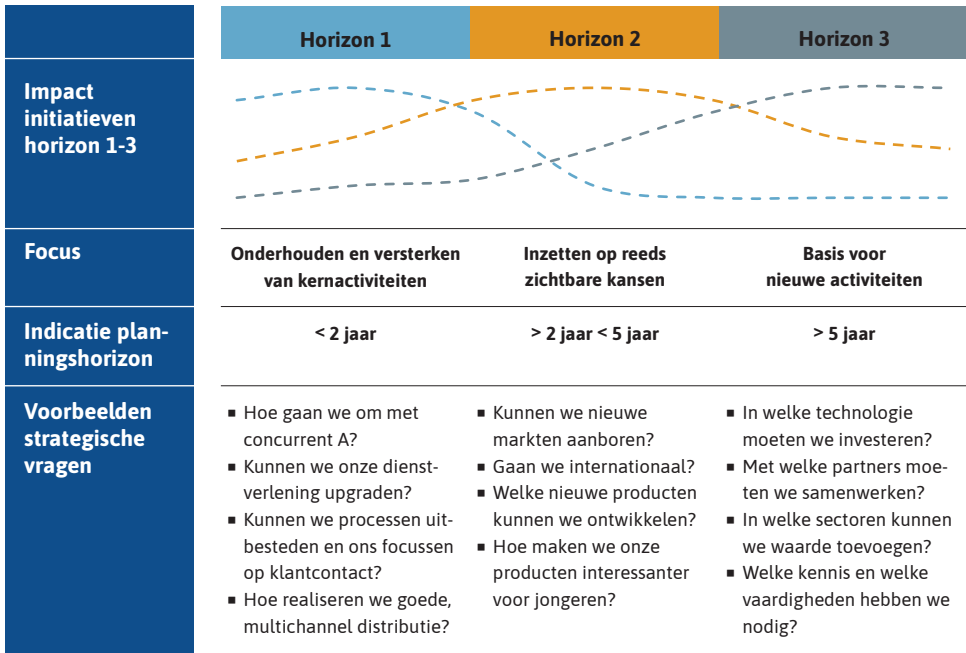 Horizon 1
Horizon 2
Horizon 3
Impact
initiatieven
horizon 1-3
Focus
Onderhouden en versterken
van kernactiviteiten
Inzetten op reeds
zichtbare kansen
Basis voor
nieuwe activiteiten
Indicatie plan-
ningshorizon
< 2 jaar
> 2 jaar < 5 jaar
> 5 jaar
Voorbeelden
strategische
vragen
▪ Hoe gaan we om met
concurrent A?
▪ Kunnen we onze dienst-
verlening upgraden?
▪ Kunnen we processen uit-
besteden en ons focussen
op klantcontact?
▪ Hoe realiseren we goede,
multichannel distributie?
▪ Kunnen we nieuwe
markten aanboren?
▪ Gaan we internationaal?
▪ Welke nieuwe producten
kunnen we ontwikkelen?
▪ Hoe maken we onze
producten interessanter
voor jongeren?
▪ In welke technologie
moeten we investeren?
▪ Met welke partners moe-
ten we samenwerken?
▪ In welke sectoren kunnen
we waarde toevoegen?
▪ Welke kennis en welke
vaardigheden hebben we
nodig?